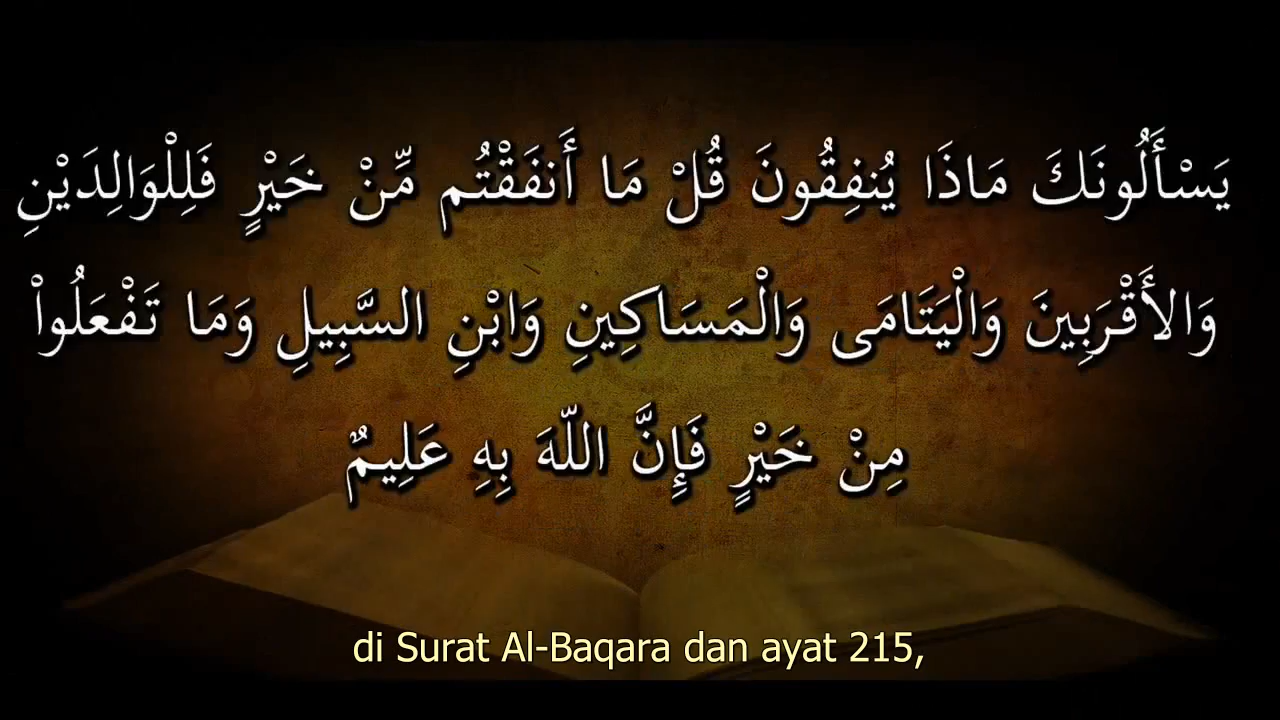 يَسْأَلُونَكَ مَاذَا يُنفِقُونَ قُلْ مَا أَنفَقْتُم مِّنْ خَيْرٍ فَلِلْوَالِدَيْنِ
وَالأَقْرَبِينَ وَالْيَتَامَى وَالْمَسَاكِينِ وَابْنِ السَّبِيلِ وَمَا تَفْعَلُواْ
مِنْ خَيْرٍ فَإِنَّ اللّهَ بِهِ عَلِيمٌ
di Surat Al-Baqara dan ayat 215,